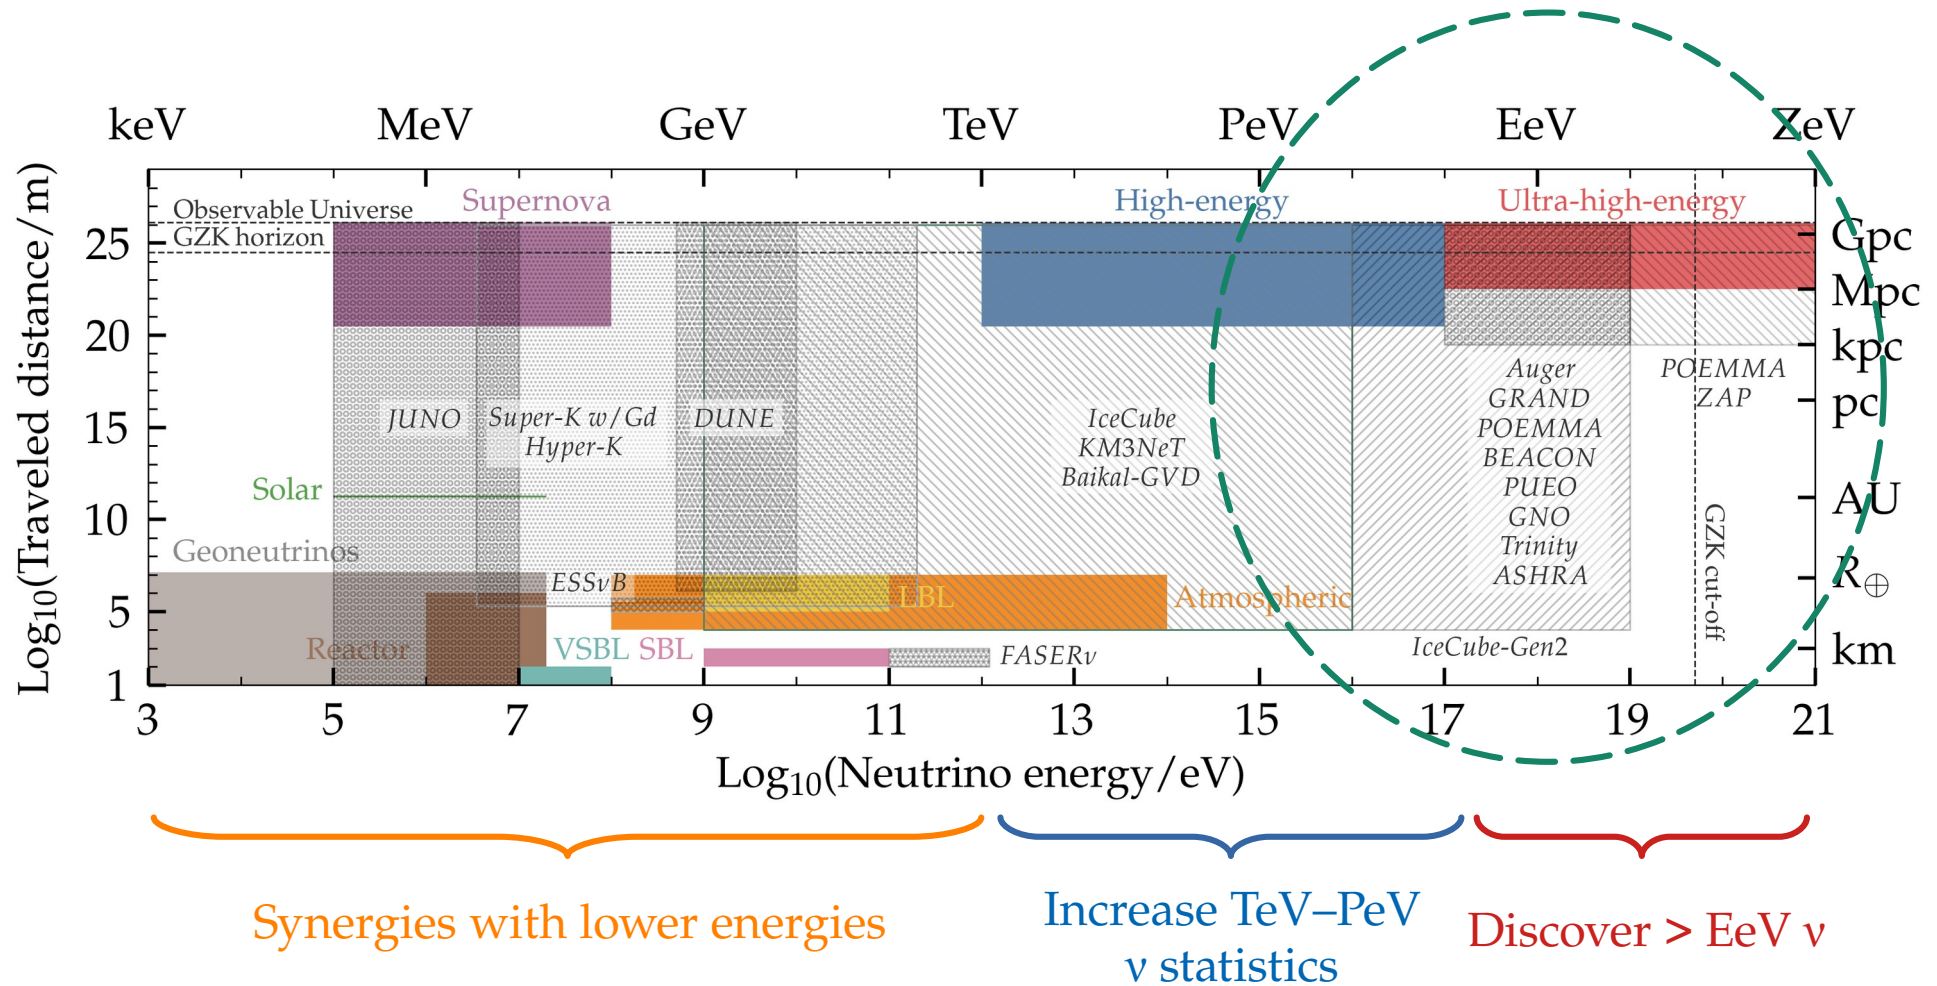 keV MeV GeV TeV PeV EeV ZeV
Supernova High-energy Ultra-high-energy
Observable Universe
GZK horizon
25 Gpc
Mpc
20 kpc
Auger
GRAND
POEMMA
BEACON
PUEO
GNO
Trinity
ASHRA
POEMMA
ZAP
15 pc
JUNO
Super-K w/Gd
Hyper-K
DUNE
IceCube
KM3NeT
Baikal-GVD
Solar
AU
10
GZK cut-off
Geoneutrinos
ESSνB
R⊕
5
LBL
Atmospheric
Reactor
VSBL SBL
FASERν
IceCube-Gen2
km
1
Log10(Traveled distance/m)
3 5 7 9 11 13 15 17 19 21
Log10(Neutrino energy/eV)
Synergies with lower energies
Increase TeV–PeV
ν statistics
Discover > EeV ν